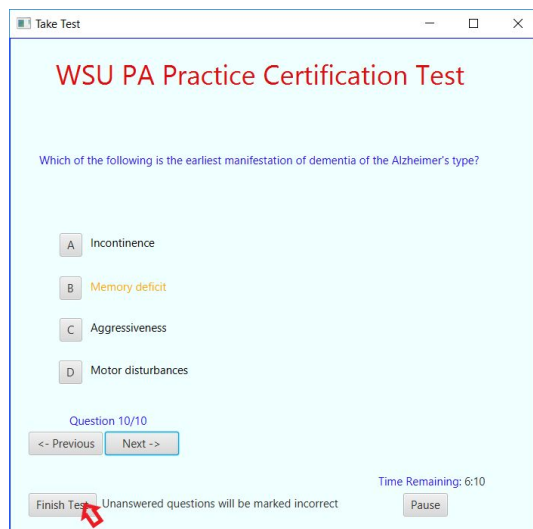 Take Test
WSU PA Practice Certification Test
Which of the following is the earliest manifestation of dementia of the Alzheimer's type?
A Incontinence
B Memory deficit
C Aggressiveness
D Motor disturbances
Question 10/10
<- Previous Next ->
Time Remaining: 6:10
Finish Test Unanswered questions will be marked incorrect Pause